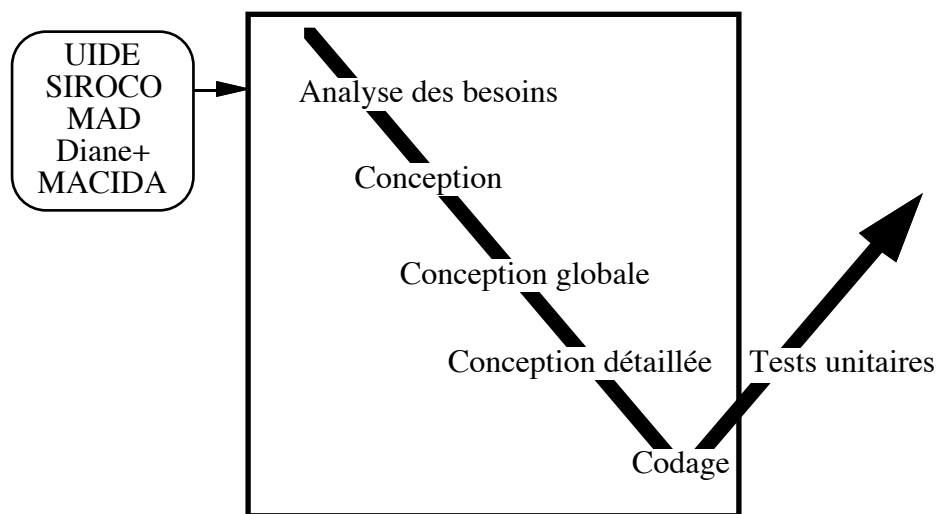 UIDE
SIROCO
MAD
Diane+
MACIDA
Analyse des besoins
Conception
Conception globale
Conception détaillée
Tests unitaires
Codage